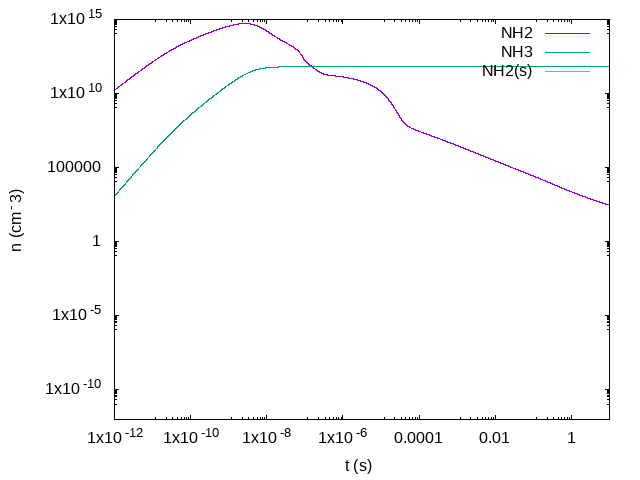 1x10^15
NH2
NH3
NH2(s)
1x10^10
100000
n (cm^-3)
1
1x10^-5
1x10^-10
1x10^-12 1x10^-10 1x10^-8 1x10^-6 0.0001 0.01 1
t (s)